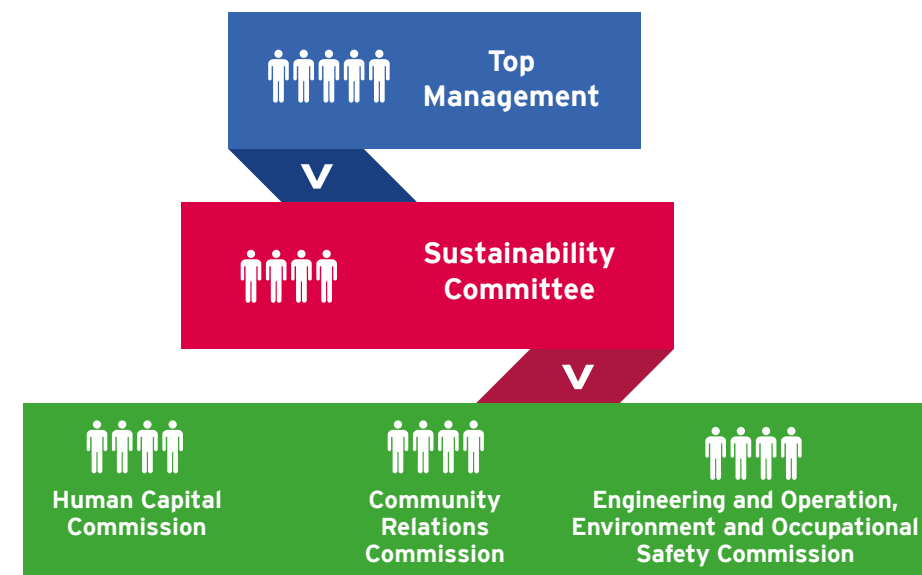 Top
Management
V
Sustainability
Committee
V
Human Capital
Commission
Community
Relations
Commission
Engineering and Operation,
Environment and Occupational
Safety Commission